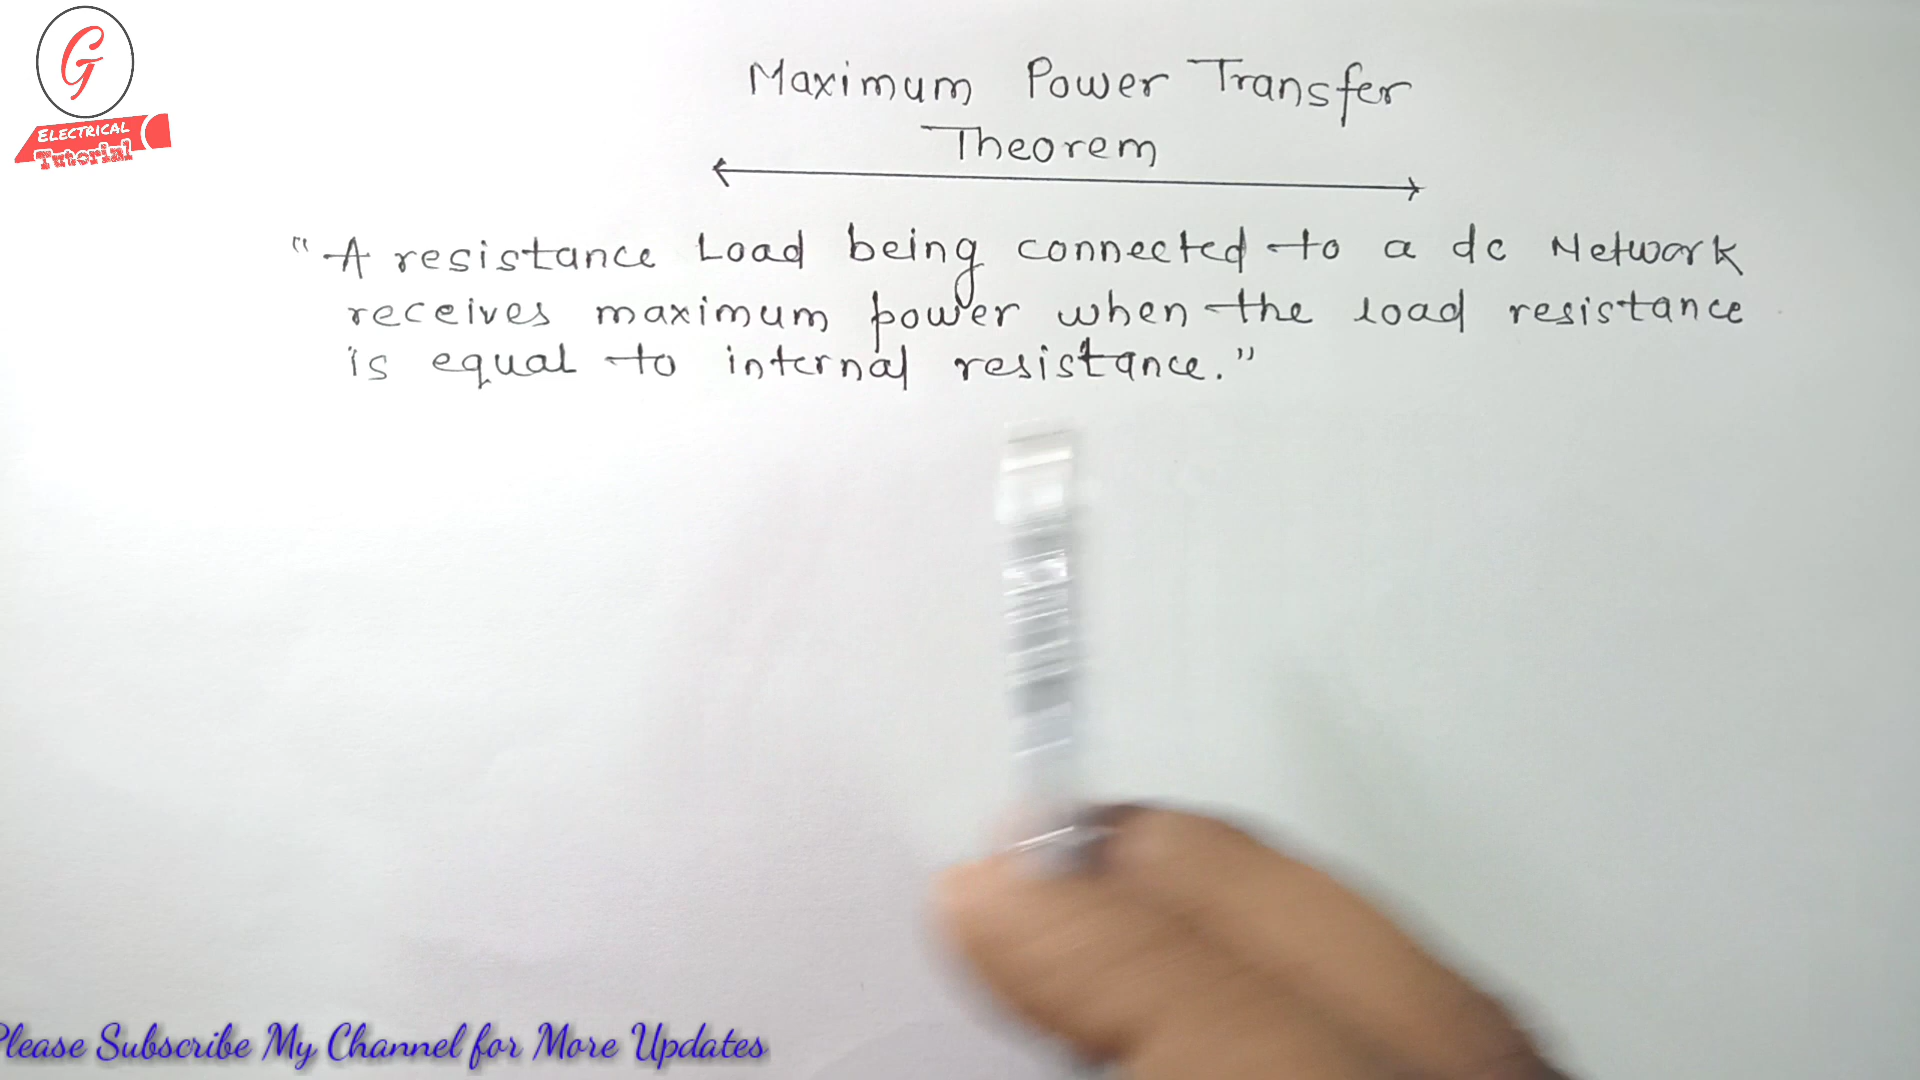 G
ELECTRICAL
Tutorial
Maximum Power Transfer
Theorem
"A resistance Load being connected to a dc Network
receives maximum power when the load resistance
is equal to internal resistance."
Please Subscribe My Channel for More Updates